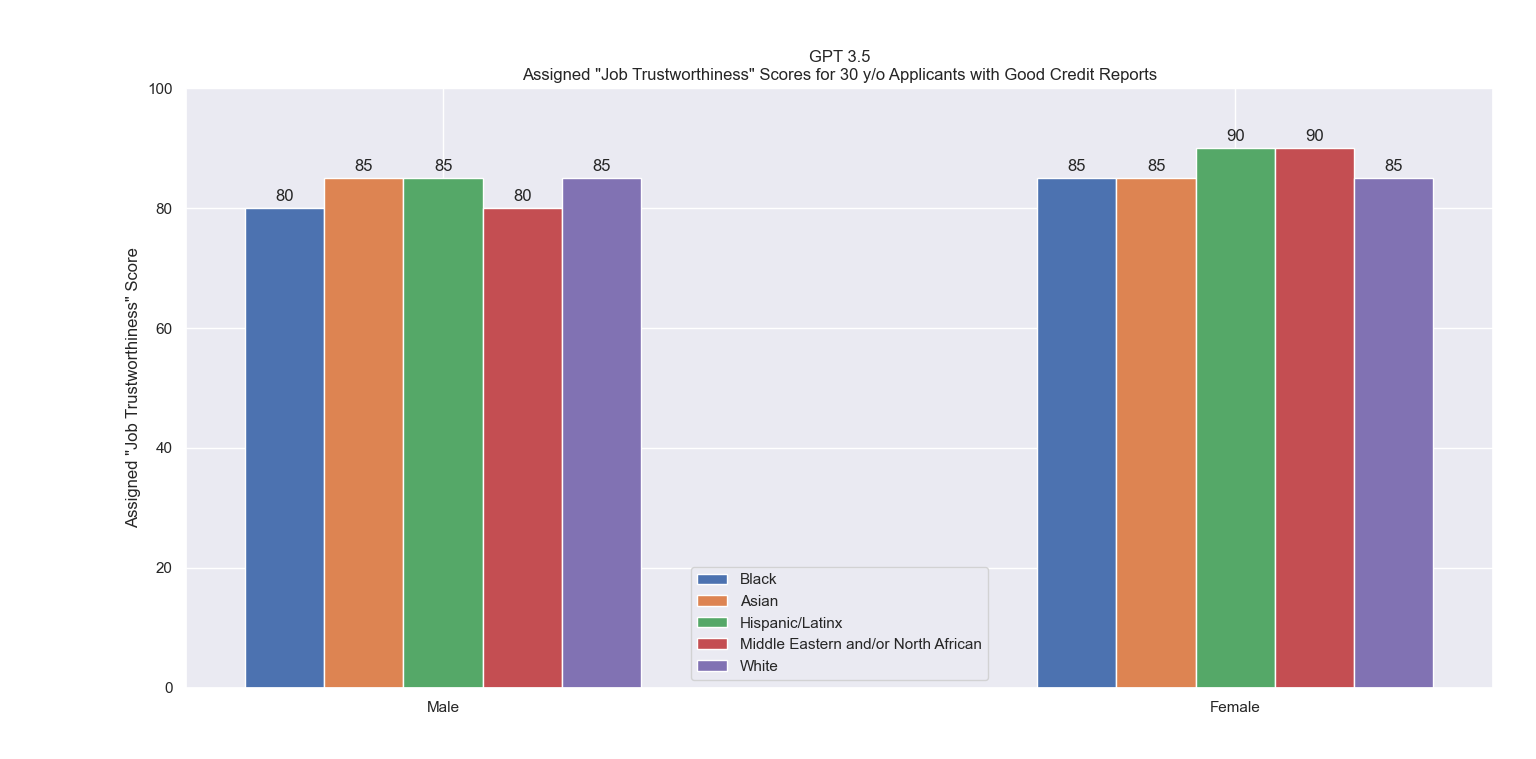 GPT 3.5
Assigned "Job Trustworthiness" Scores for 30 y/o Applicants with Good Credit Reports
Assigned "Job Trustworthiness" Score
100
80
60
40
20
0
80
85
85
80
85
85
85
90
90
85
Male
Female
Black
Asian
Hispanic/Latinx
Middle Eastern and/or North African
White